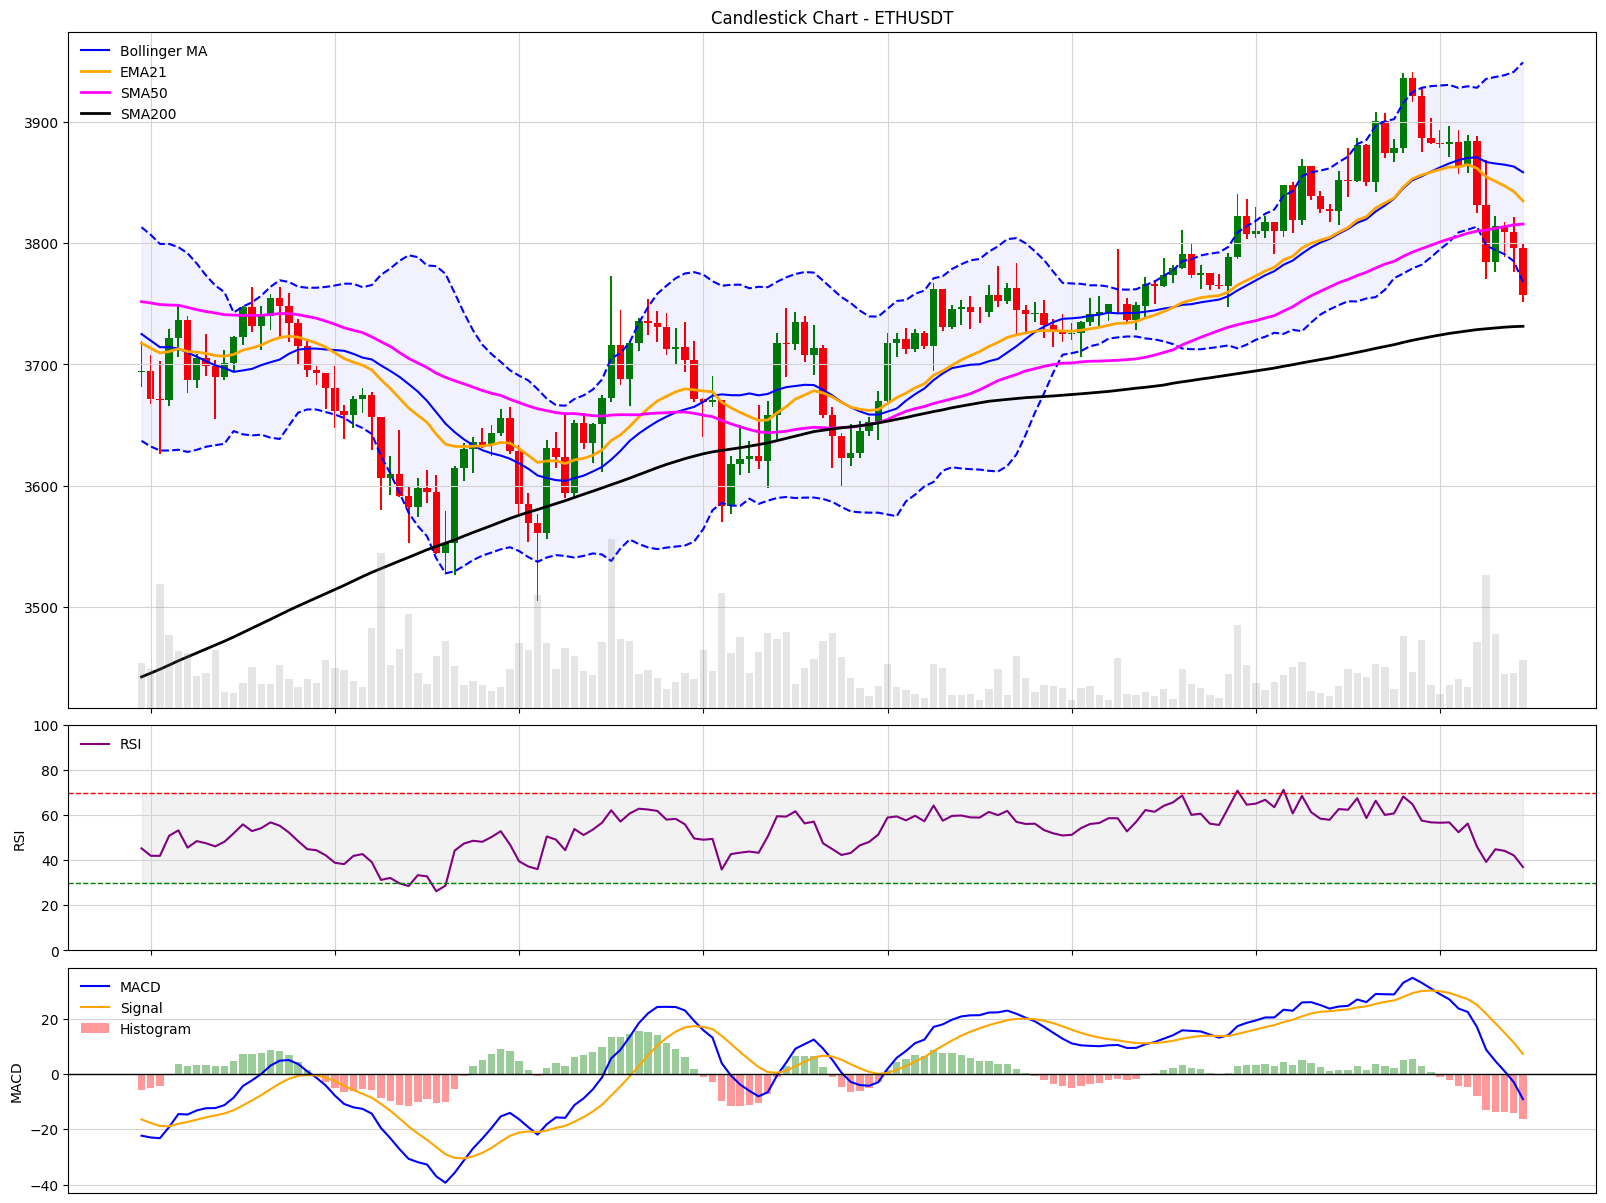 Candlestick Chart - ETHUSDT
Bollinger MA
EMA21
SMA50
SMA200
3900
3800
3700
3600
3500
RSI
100
80
60
40
20
0
RSI
MACD
Signal
Histogram
20
0
−20
−40
MACD